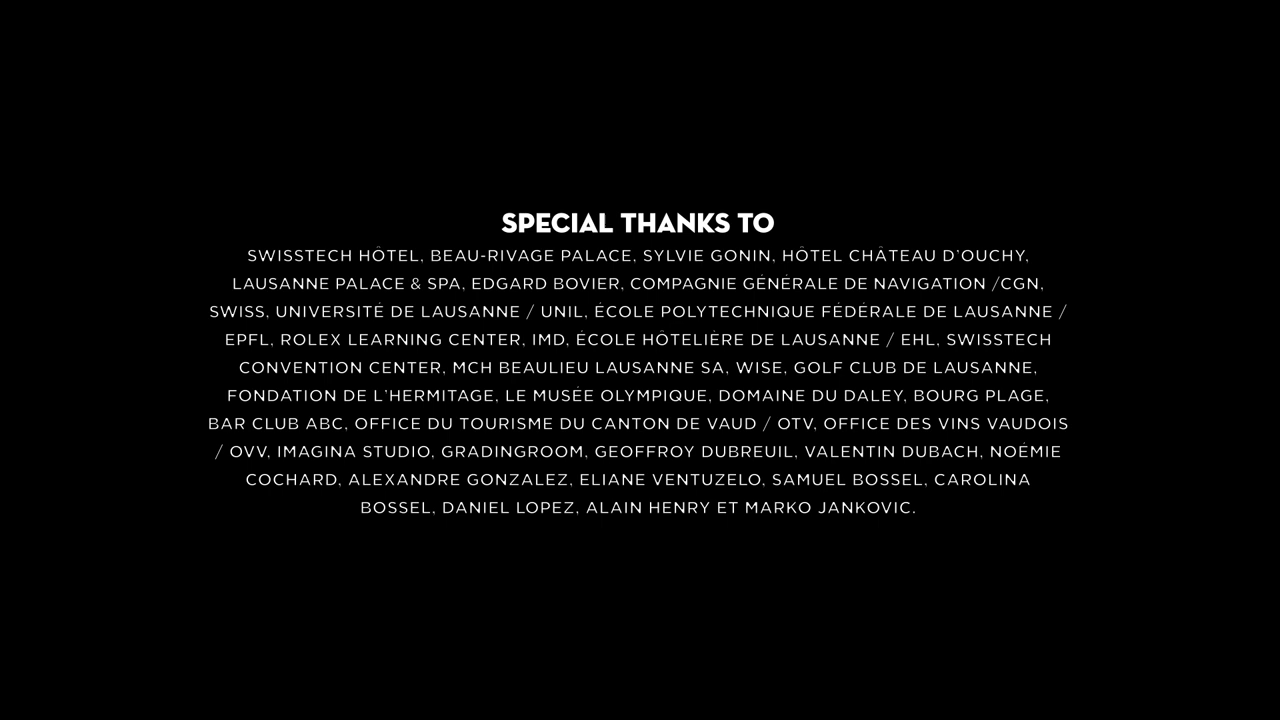 SPECIAL THANKS TO
SWISSTECH HÔTEL, BEAU-RIVAGE PALACE, SYLVIE GONIN, HÔTEL CHÂTEAU D'OUCHY,
LAUSANNE PALACE & SPA, EDGARD BOVIER, COMPAGNIE GÉNÉRALE DE NAVIGATION /CGN,
SWISS, UNIVERSITÉ DE LAUSANNE / UNIL, ÉCOLE POLYTECHNIQUE FÉDÉRALE DE LAUSANNE /
EPFL, ROLEX LEARNING CENTER, IMD, ÉCOLE HÔTELIÈRE DE LAUSANNE / EHL, SWISSTECH
CONVENTION CENTER, MCH BEAULIEU LAUSANNE SA, WISE, GOLF CLUB DE LAUSANNE,
FONDATION DE L'HERMITAGE, LE MUSÉE OLYMPIQUE, DOMAINE DU DALEY, BOURG PLAGE,
BAR CLUB ABC, OFFICE DU TOURISME DU CANTON DE VAUD / OTV, OFFICE DES VINS VAUDOIS
/ OVV, IMAGINA STUDIO, GRADINGROOM, GEOFFROY DUBREUIL, VALENTIN DUBACH, NOÉMIE
COCHARD, ALEXANDRE GONZALEZ, ELIANE VENTUZELO, SAMUEL BOSSEL, CAROLINA
BOSSEL, DANIEL LOPEZ, ALAIN HENRY ET MARKO JANKOVIC.